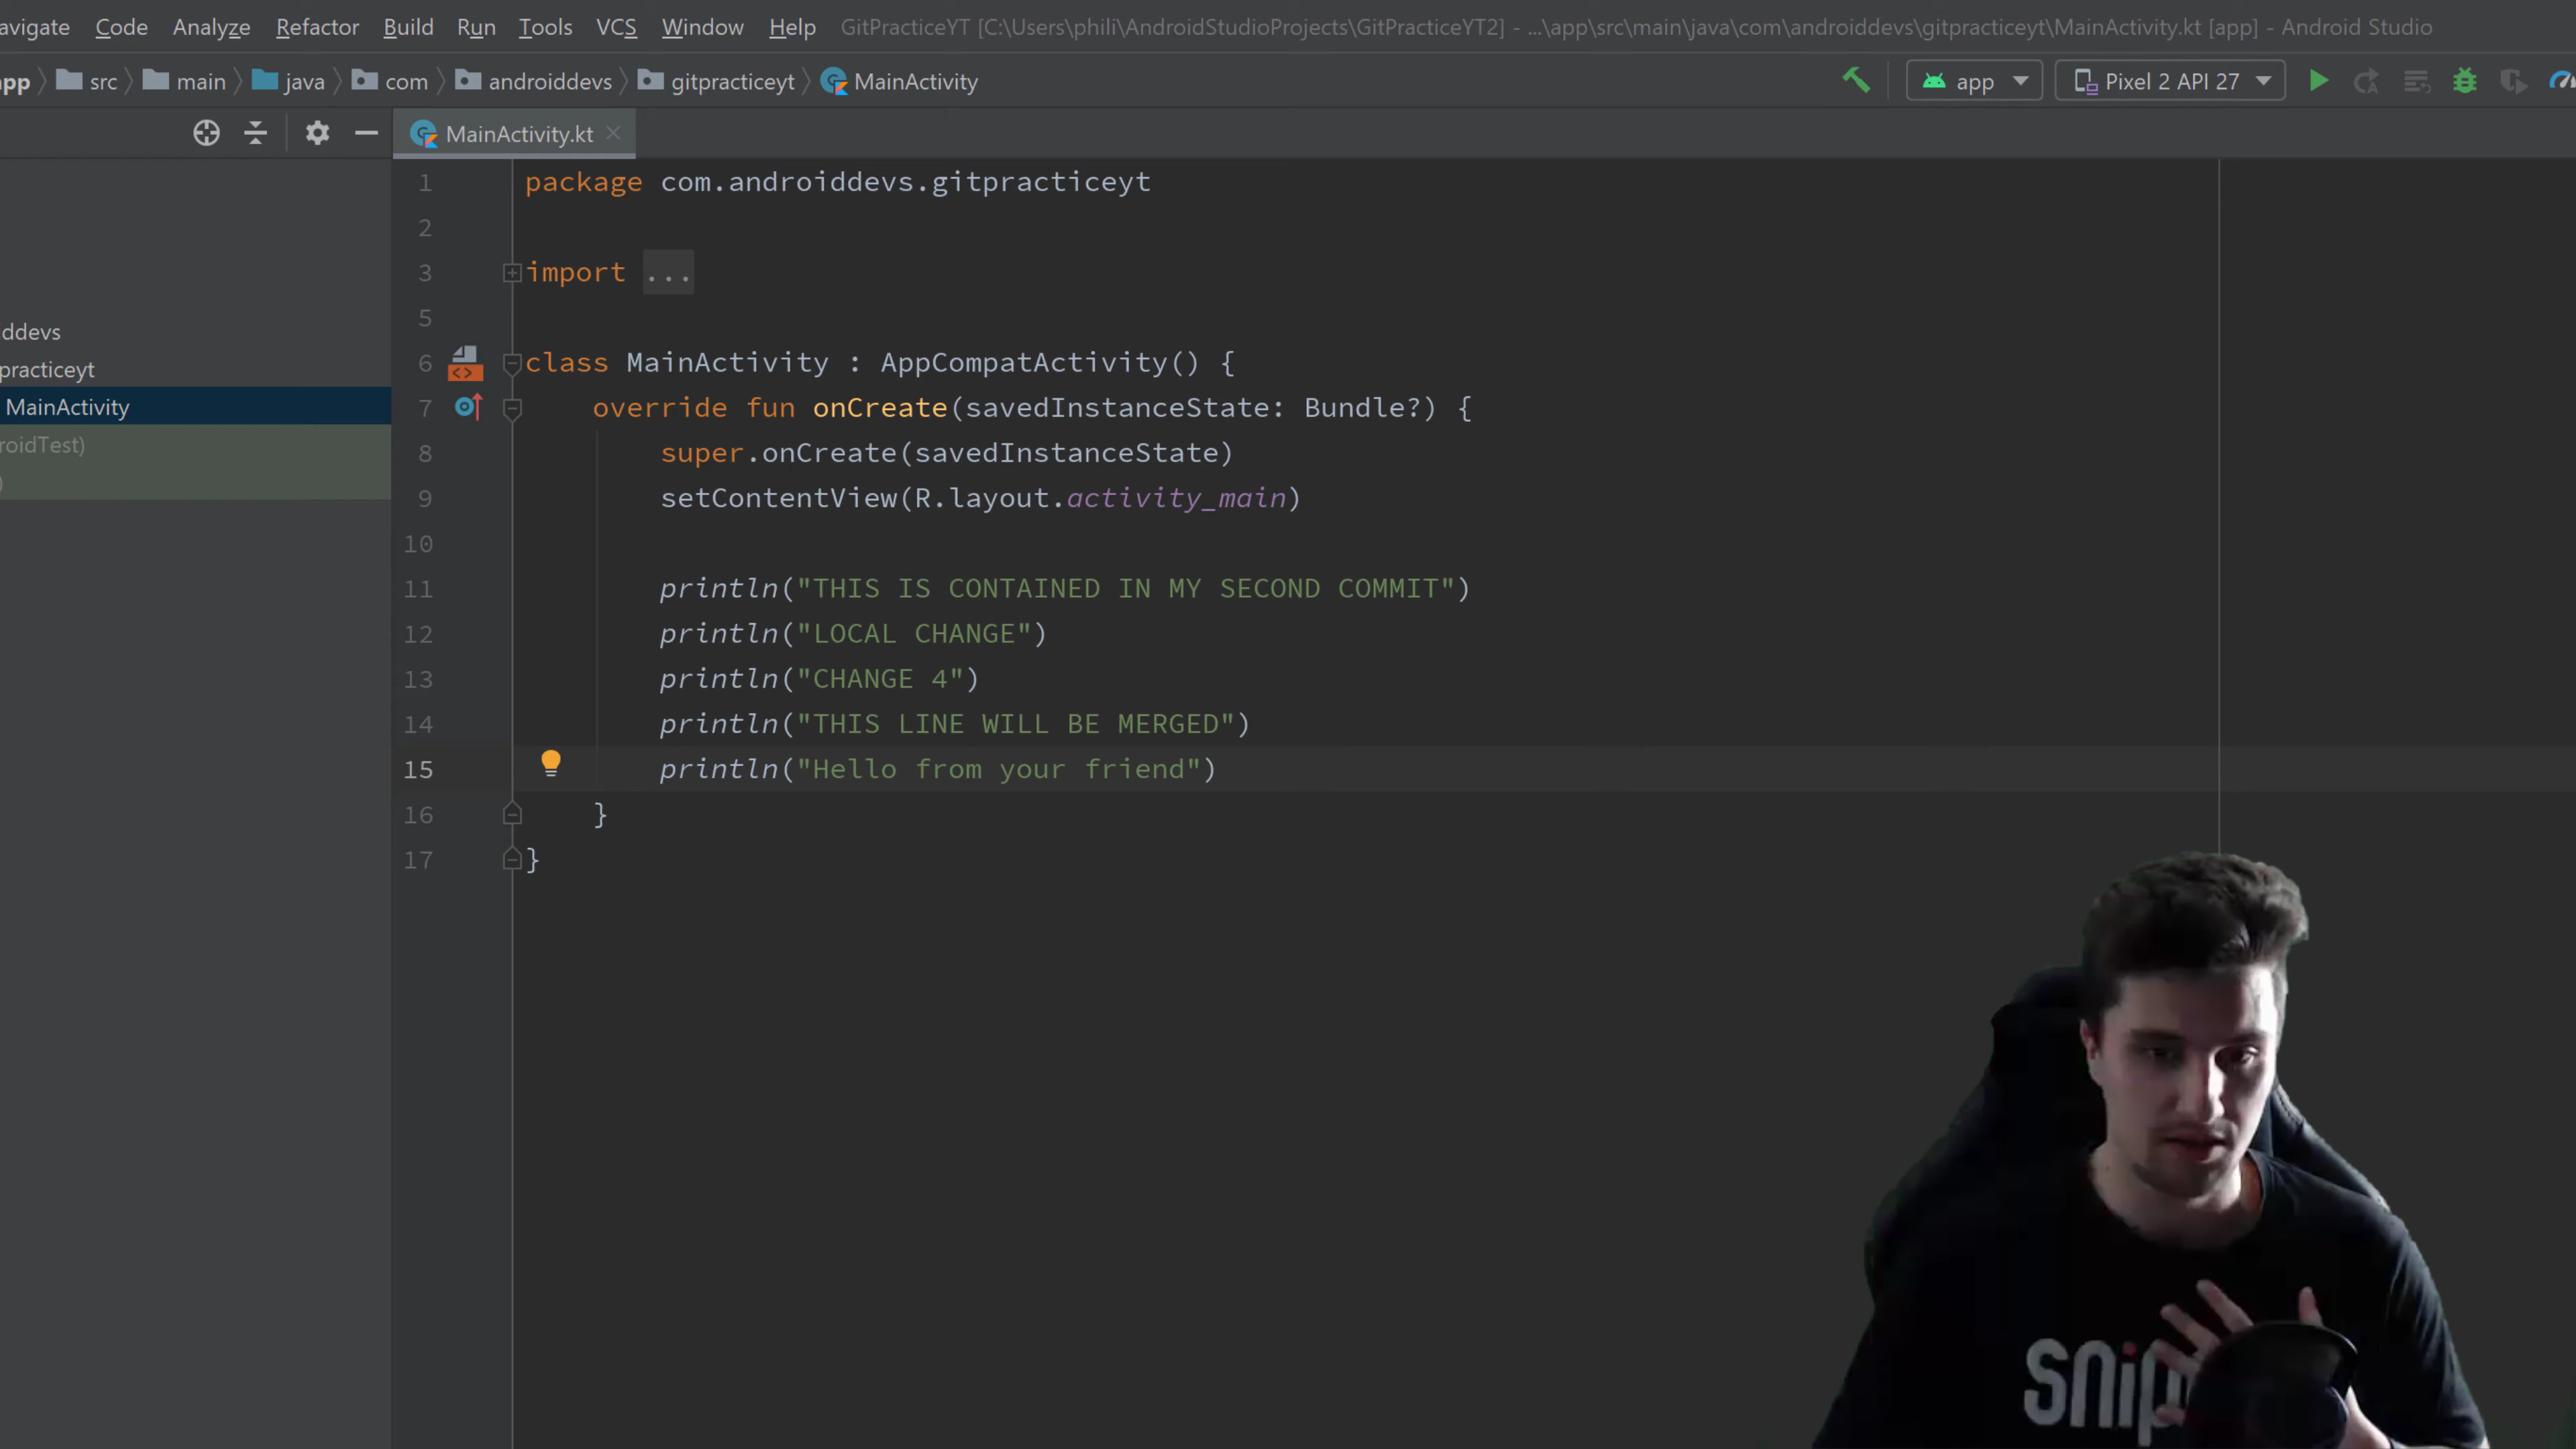 avigate Code Analyze Refactor Build Run Tools VCS Window Help GitPracticeYT [C:\Users\phili\AndroidStudioProjects\GitPracticeYT2] - ...\app\src\main\java\com\androiddevs\gitpracticeyt\MainActivity.kt [app] - Android Studio
app src main java com androiddevs gitpracticeyt MainActivity app Pixel 2 API 27
MainActivity.kt
1 package com.androiddevs.gitpracticeyt
2
3 import ...
5
iddevs
6 class MainActivity : AppCompatActivity() {
practiceyt
7 override fun onCreate(savedInstanceState: Bundle?) {
MainActivity
8 super.onCreate(savedInstanceState)
roidTest)
9 setContentView(R.layout.activity_main)
)
10
11 println("THIS IS CONTAINED IN MY SECOND COMMIT")
12 println("LOCAL CHANGE")
13 println("CHANGE 4")
14 println("THIS LINE WILL BE MERGED")
15 println("Hello from your friend")
16 }
17 }
snip